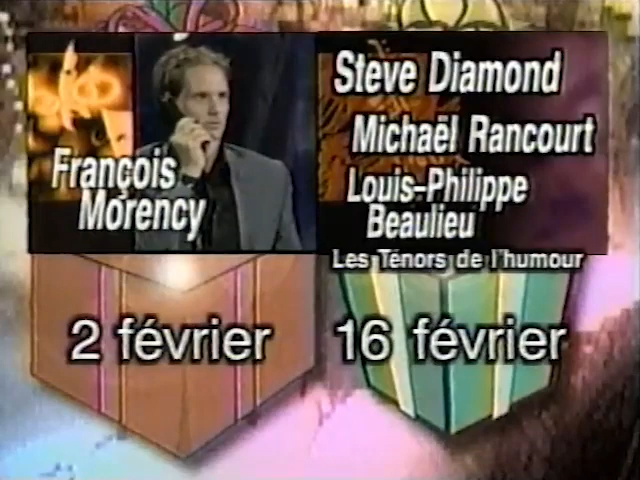 François
Morency
2 février
Steve Diamond
Michaël Rancourt
Louis-Philippe
Beaulieu
Les Ténors de l'humour
16 février